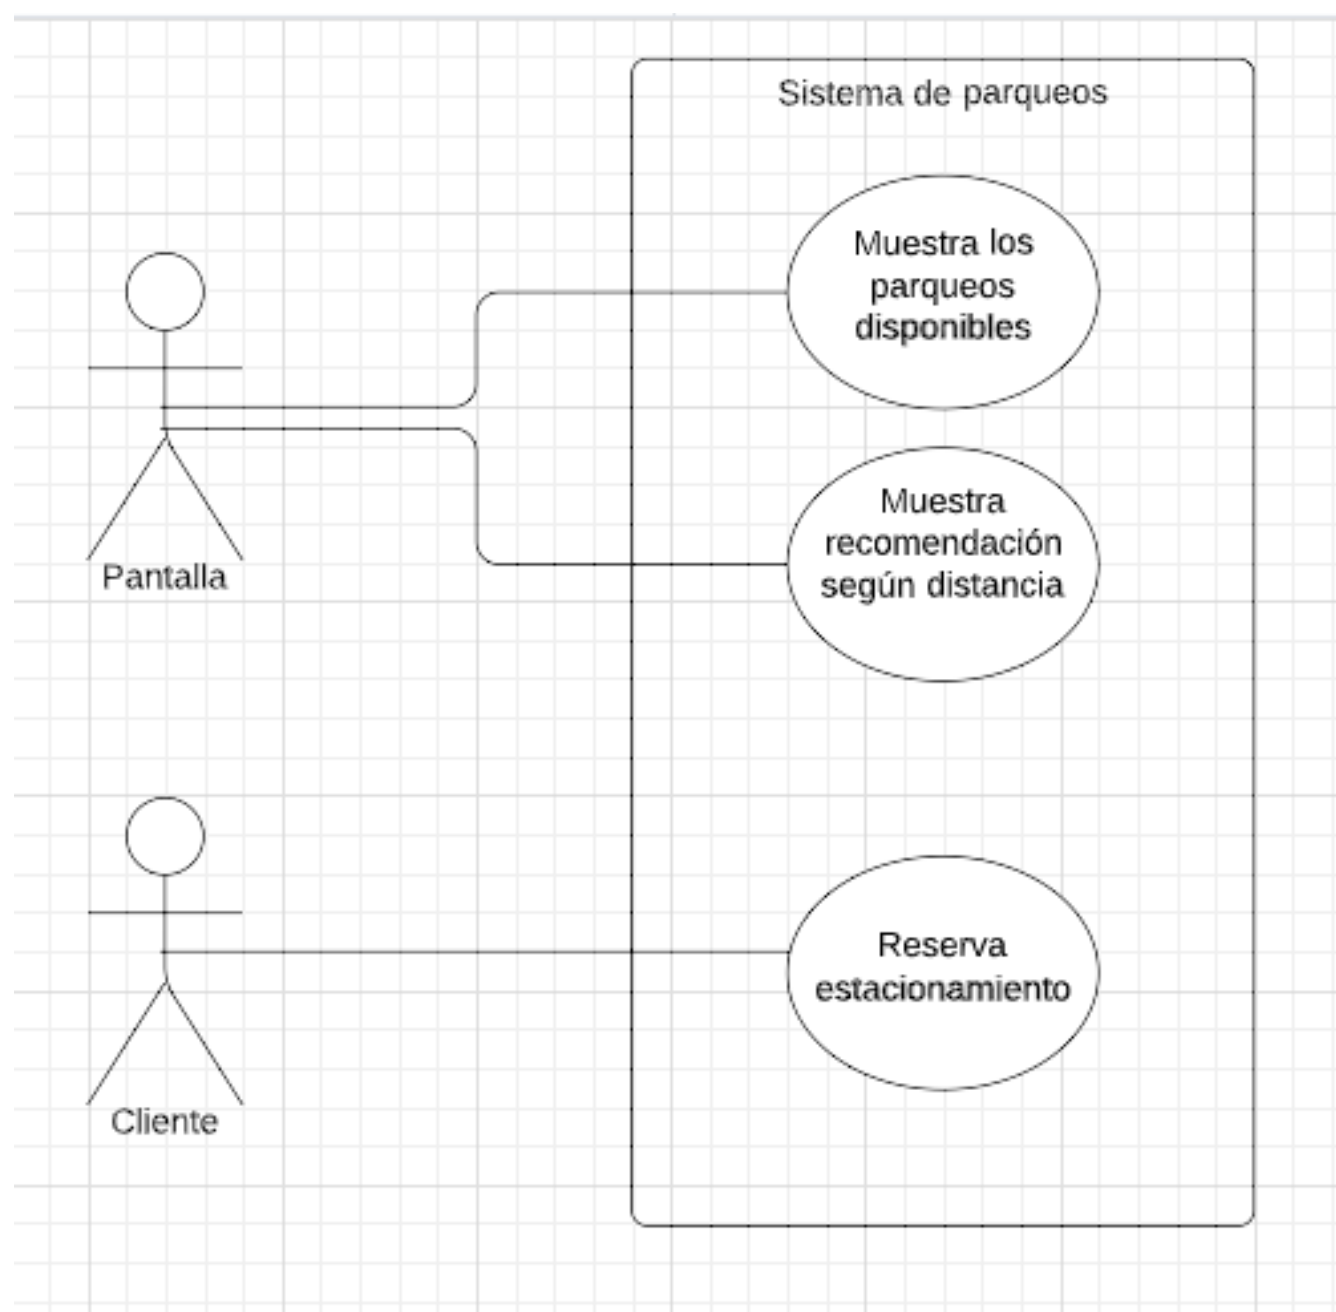 Sistema de parqueos
Muestra los
parqueos
disponibles
Muestra
recomendación
según distancia
Pantalla
Reserva
estacionamiento
Cliente